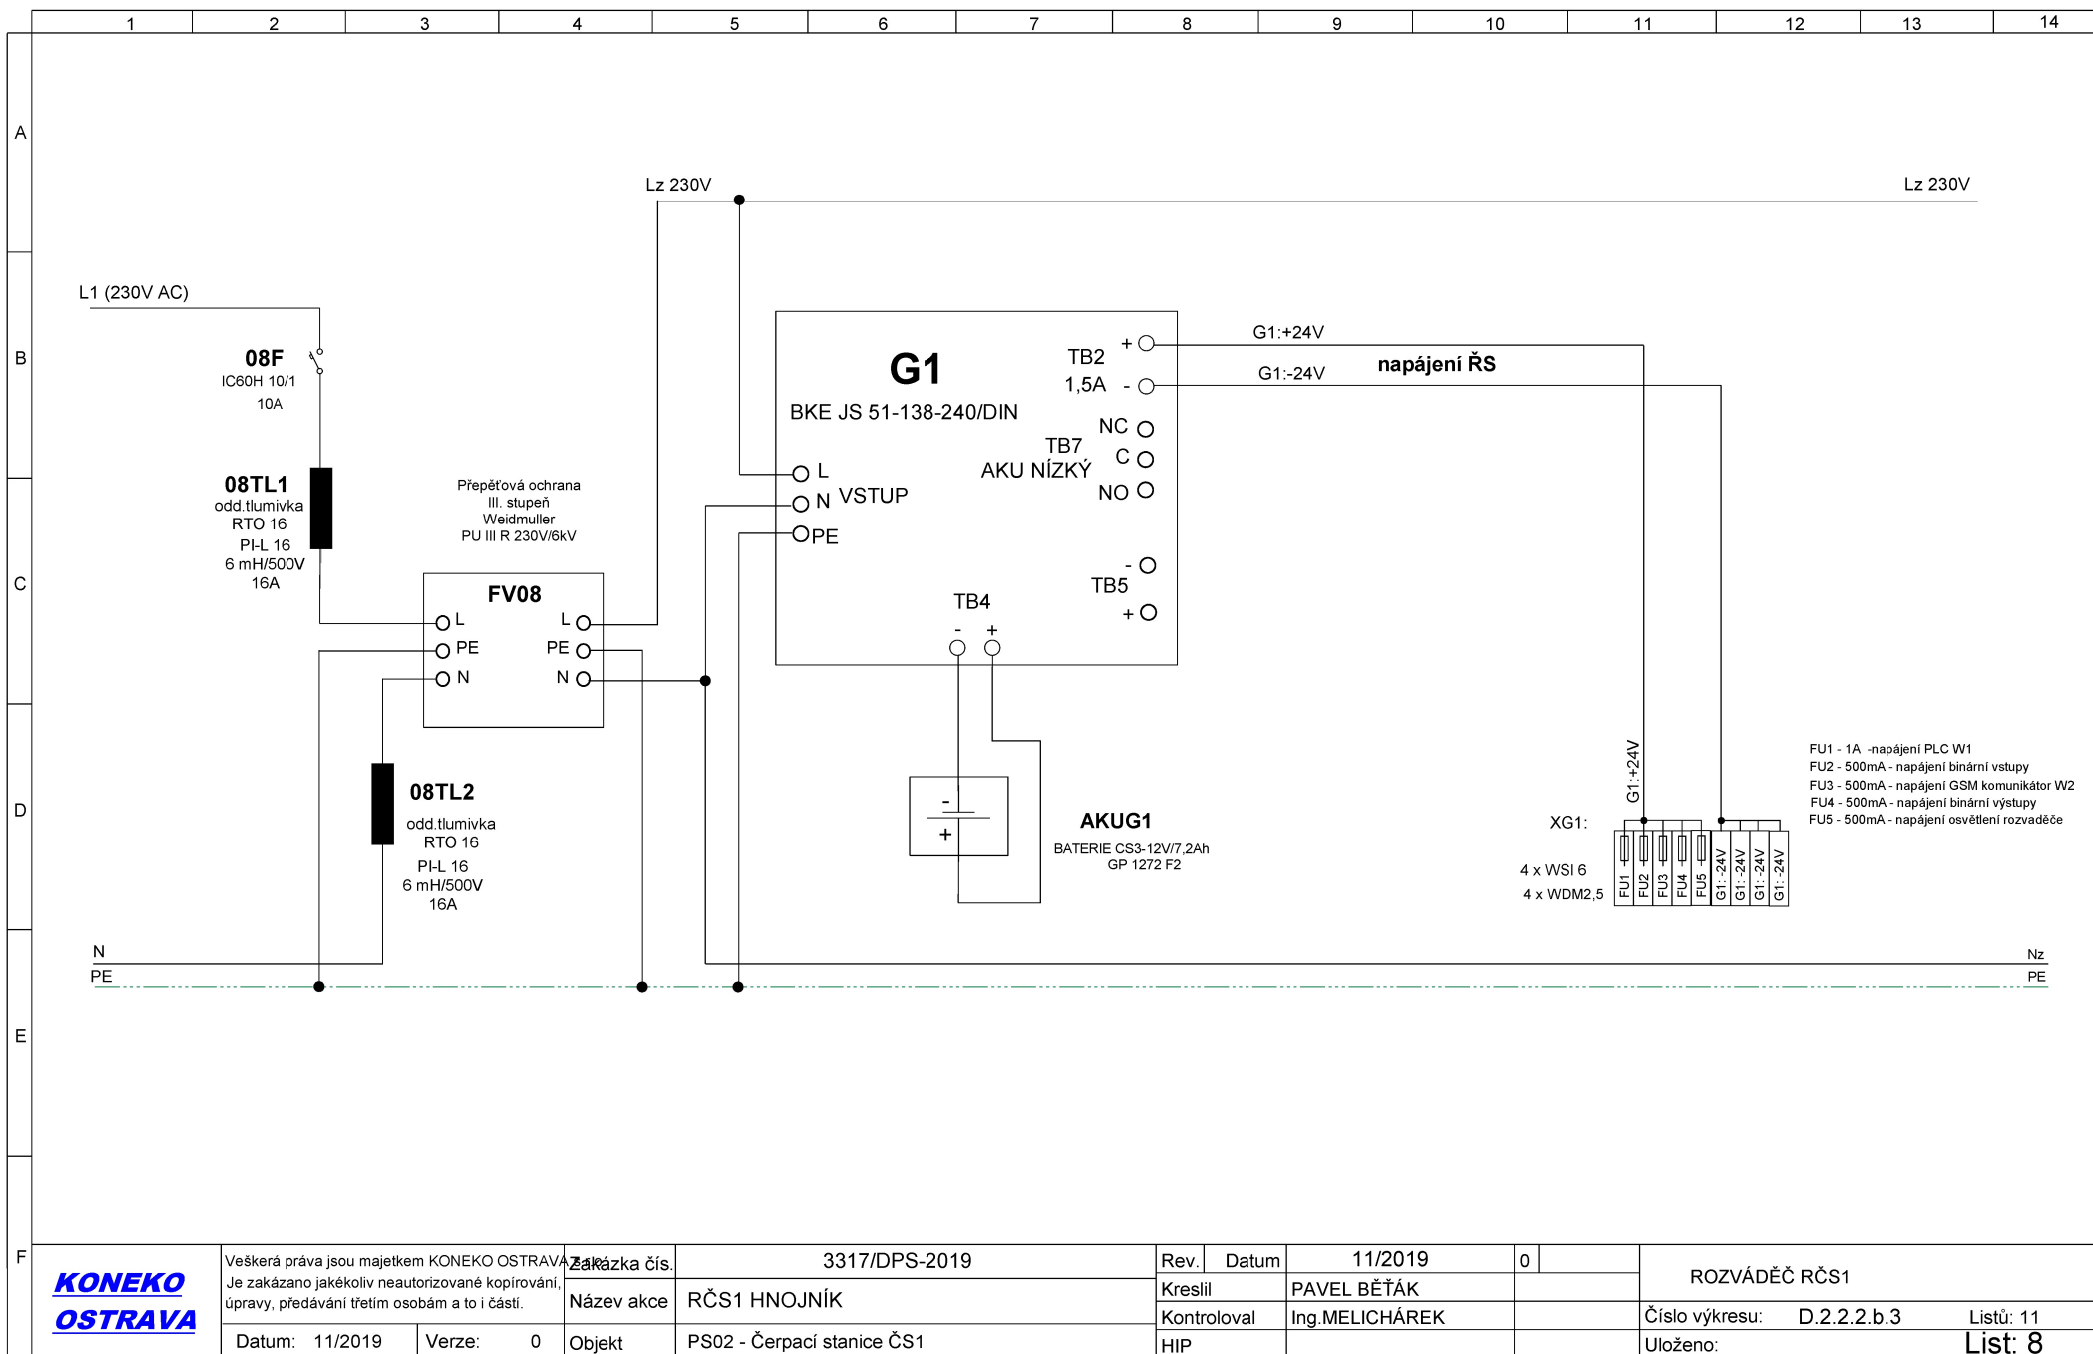 1 2 3 4 5 6 7 8 9 10 11 12 13 14
A
Lz 230V
Lz 230V
L1 (230V AC)
B
08F
IC60H 10/1
10A
G1
BKE JS 51-138-240/DIN
TB2
1,5A
+
-
G1:+24V
G1:-24V
napájení ŘS
NC
TB7
C
AKU NÍZKÝ
NO
L
N
VSTUP
PE
-
TB5
+
TB4
- +
C
08TL1
odd.tlumivka
RTO 16
PI-L 16
6 mH/500V
16A
Přepěťová ochrana
III. stupeň
Weidmuller
PU III R 230V/6kV
FV08
L L
PE PE
N N
D
08TL2
odd.tlumivka
RTO 16
PI-L 16
6 mH/500V
16A
-
+
AKUG1
BATERIE CS3-12V/7,2Ah
GP 1272 F2
G1:+24V
XG1:
4 x WSI 6
4 x WDM2,5
FU1
FU2
FU3
FU4
FU5
G1: -24V
G1: -24V
G1: -24V
G1: -24V
FU1 - 1A -napájení PLC W1
FU2 - 500mA - napájení binární vstupy
FU3 - 500mA - napájení GSM komunikátor W2
FU4 - 500mA - napájení binární výstupy
FU5 - 500mA - napájení osvětlení rozvaděče
N
Nz
PE
PE
E
F
KONEKO
OSTRAVA
Veškerá práva jsou majetkem KONEKO OSTRAVA
Je zakázano jakékoliv neautorizované kopírování,
úpravy, předávání třetím osobám a to i částí.
Datum: 11/2019 Verze: 0
Zakázka čís. 3317/DPS-2019
Název akce RČS1 HNOJNÍK
Objekt PS02 - Čerpací stanice ČS1
Rev. Datum 11/2019 0
Kreslil PAVEL BĚŤÁK
Kontroloval Ing.MELICHÁREK
HIP
ROZVÁDĚČ RČS1
Číslo výkresu: D.2.2.2.b.3 Listů: 11
Uloženo: List: 8